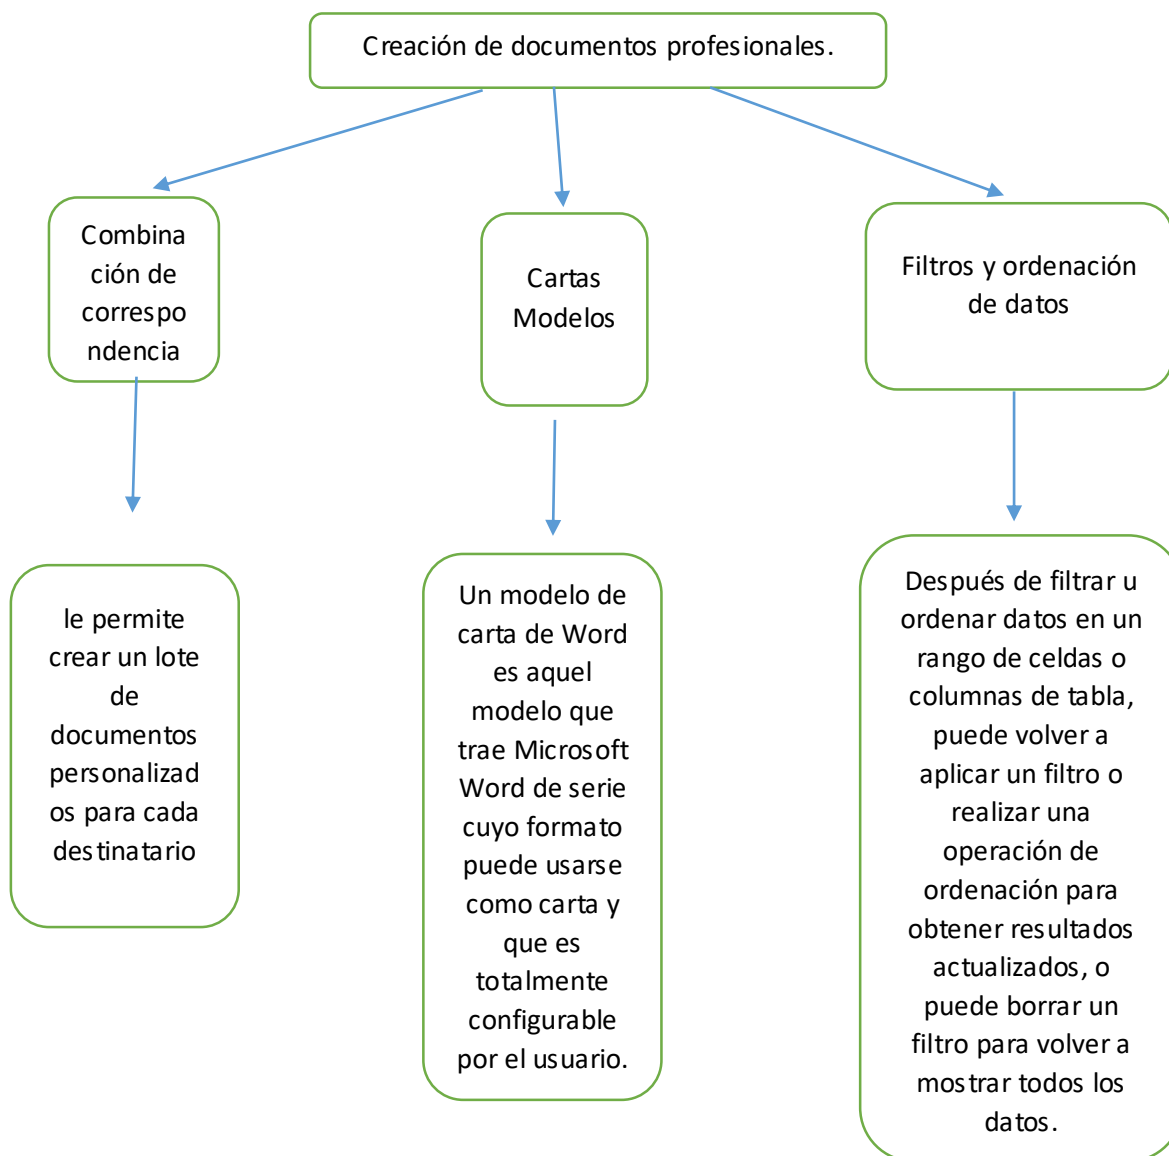 Creación de documentos profesionales.
Combina
ción de
correspo
ndencia
Cartas
Modelos
Filtros y ordenación
de datos
le permite
crear un lote
de
documentos
personalizad
os para cada
destinatario
Un modelo de
carta de Word
es aquel
modelo que
trae Microsoft
Word de serie
cuyo formato
puede usarse
como carta y
que es
totalmente
configurable
por el usuario.
Después de filtrar u
ordenar datos en un
rango de celdas o
columnas de tabla,
puede volver a
aplicar un filtro o
realizar una
operación de
ordenación para
obtener resultados
actualizados, o
puede borrar un
filtro para volver a
mostrar todos los
datos.